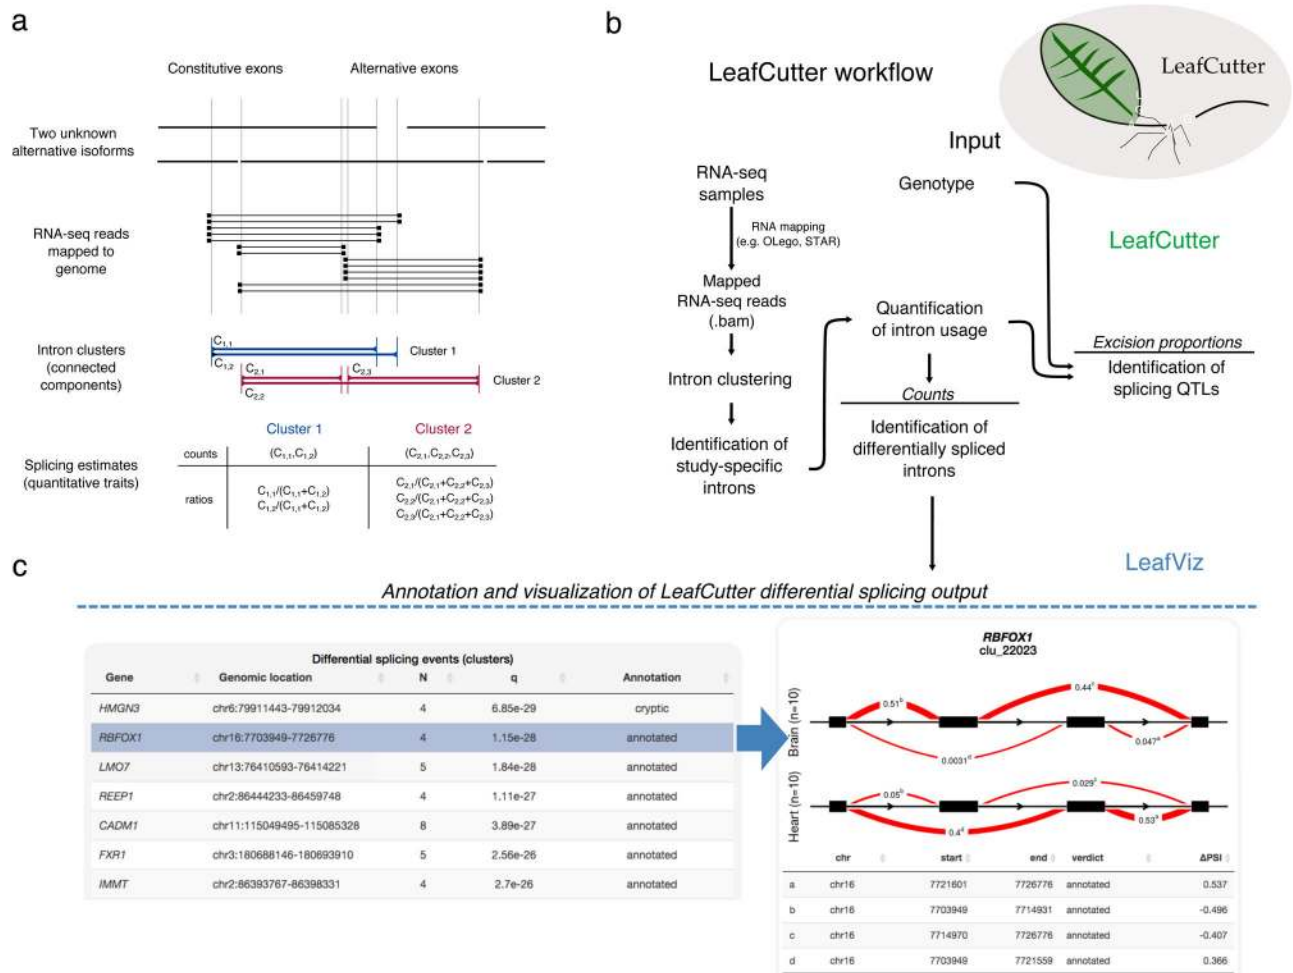 a
Constitutive exons
Alternative exons
Two unknown
alternative isoforms
RNA-seq reads
mapped to
genome
Intron clusters
(connected
components)
C1,1
C1,2
Cluster 1
C2,1
C2,3
C2,2
Cluster 2
Cluster 1
Cluster 2
Splicing estimates
(quantitative traits)
counts
(C1,1,C1,2)
(C2,1,C2,2,C2,3)
ratios
C1,1/(C1,1+C1,2)
C1,2/(C1,1+C1,2)
C2,1/(C2,1+C2,2+C2,3)
C2,2/(C2,1+C2,2+C2,3)
C2,3/(C2,1+C2,2+C2,3)
b
LeafCutter workflow
LeafCutter
Input
RNA-seq
samples
Genotype
RNA mapping
(e.g. OLego, STAR)
LeafCutter
Mapped
RNA-seq reads
(.bam)
Quantification
of intron usage
Intron clustering
Excision proportions
Identification of
splicing QTLs
Counts
Identification of
study-specific
introns
Identification of
differentially spliced
introns
LeafViz
c
Annotation and visualization of LeafCutter differential splicing output
Differential splicing events (clusters)
Gene Genomic location N q Annotation
HMGN3 chr6:79911443-79912034 4 6.85e-29 cryptic
RBFOX1 chr16:7703949-7726776 4 1.15e-28 annotated
LMO7 chr13:76410593-76414221 5 1.84e-28 annotated
REEP1 chr2:86444233-86459748 4 1.11e-27 annotated
CADM1 chr11:115049495-115085328 8 3.89e-27 annotated
FXR1 chr3:180688146-180693910 5 2.56e-26 annotated
IMMT chr2:86393767-86398331 4 2.7e-26 annotated
RBFOX1
clu_22023
Brain (n=10)
0.51b
0.44c
0.0031d
0.047a
Heart (n=10)
0.05b
0.029c
0.4d
0.53a
chr start end verdict ΔPSI
a chr16 7721601 7726776 annotated 0.537
b chr16 7703949 7714931 annotated -0.496
c chr16 7714970 7726776 annotated -0.407
d chr16 7703949 7721559 annotated 0.366